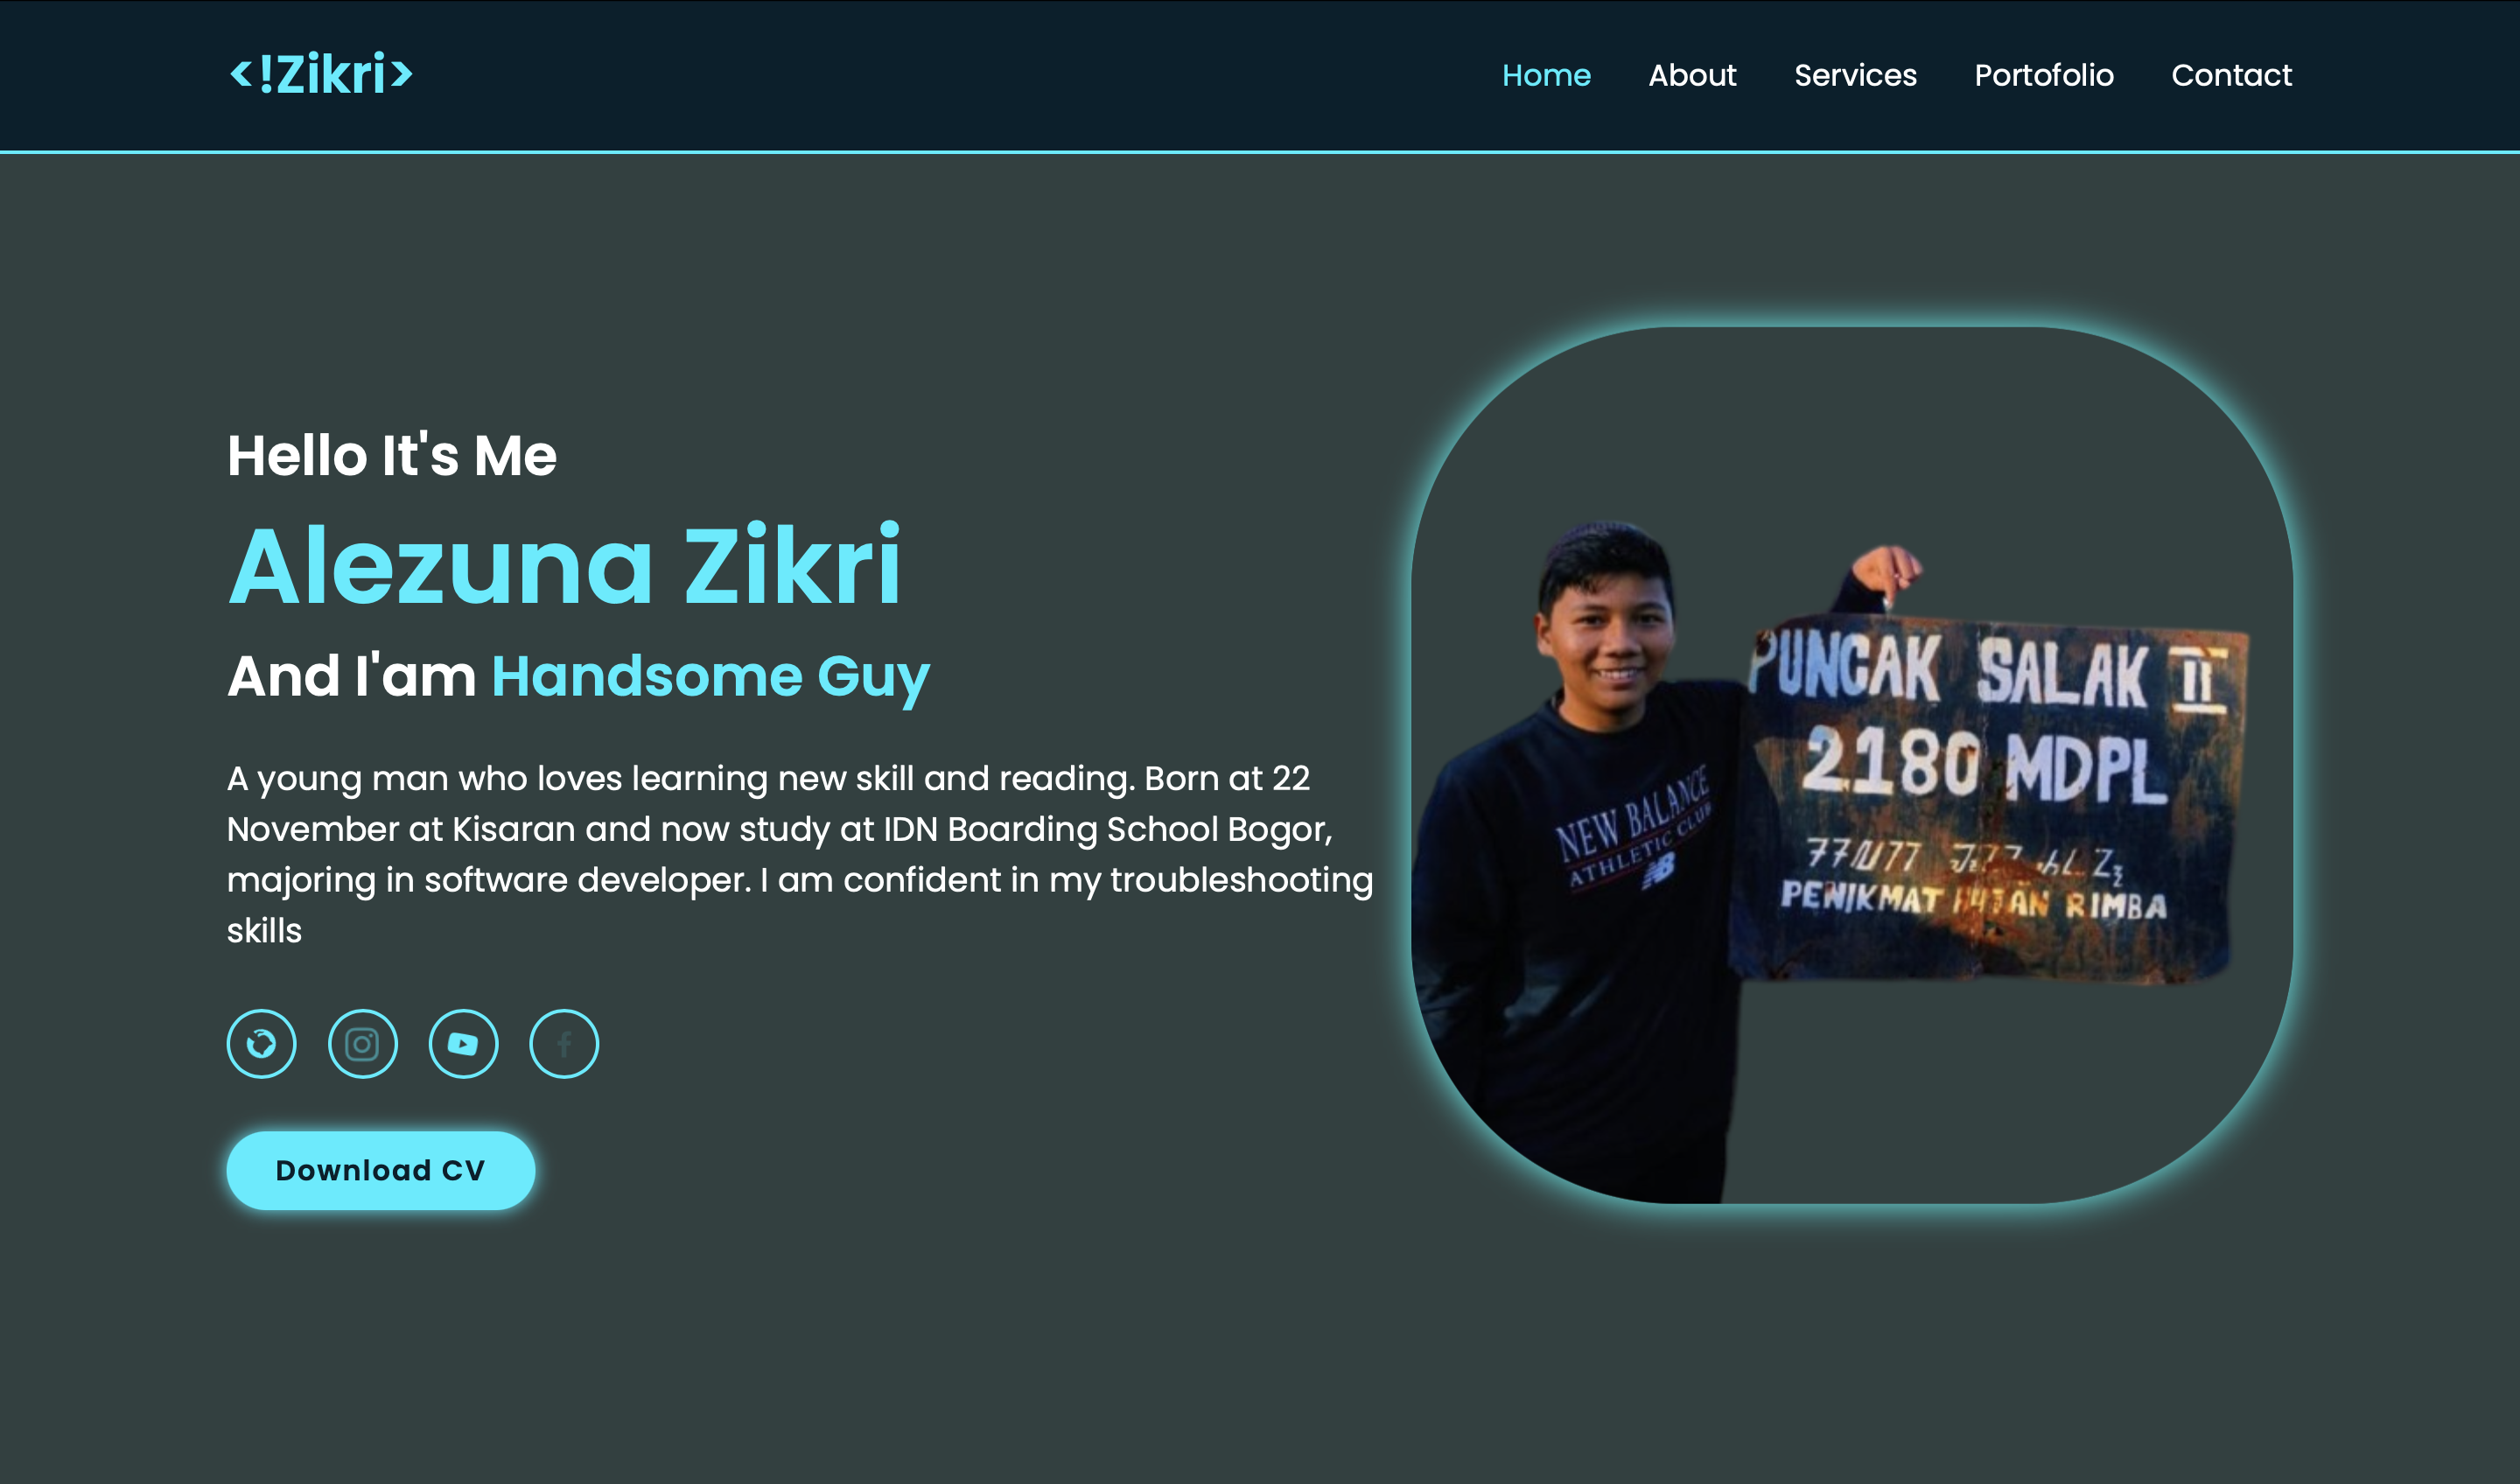 <!Zikri>
Home About Services Portofolio Contact
Hello It's Me
Alezuna Zikri
And I'am Handsome Guy
A young man who loves learning new skill and reading. Born at 22
November at Kisaran and now study at IDN Boarding School Bogor,
majoring in software developer. I am confident in my troubleshooting
skills
Download CV
NEW BALANCE
ATHLETIC CLUB
PUNCAK SALAK II
2180 MDPL
PENIKMAT HUTAN RIMBA